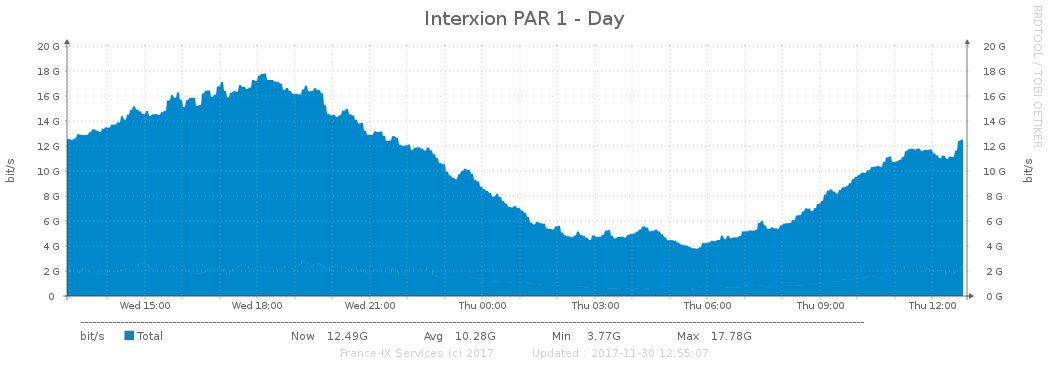 Interxion PAR 1 - Day
RRDTOOL / TOBI OETIKER
20 G 20 G
18 G 18 G
16 G 16 G
14 G 14 G
12 G 12 G
10 G 10 G
8 G 8 G
6 G 6 G
4 G 4 G
2 G 2 G
0 0 G
bit/s
bit/s
Wed 15:00 Wed 18:00 Wed 21:00 Thu 00:00 Thu 03:00 Thu 06:00 Thu 09:00 Thu 12:00
bit/s Total Now 12.49G Avg 10.28G Min 3.77G Max 17.78G
France-IX Services (c) 2017 Updated : 2017-11-30 12:55:07